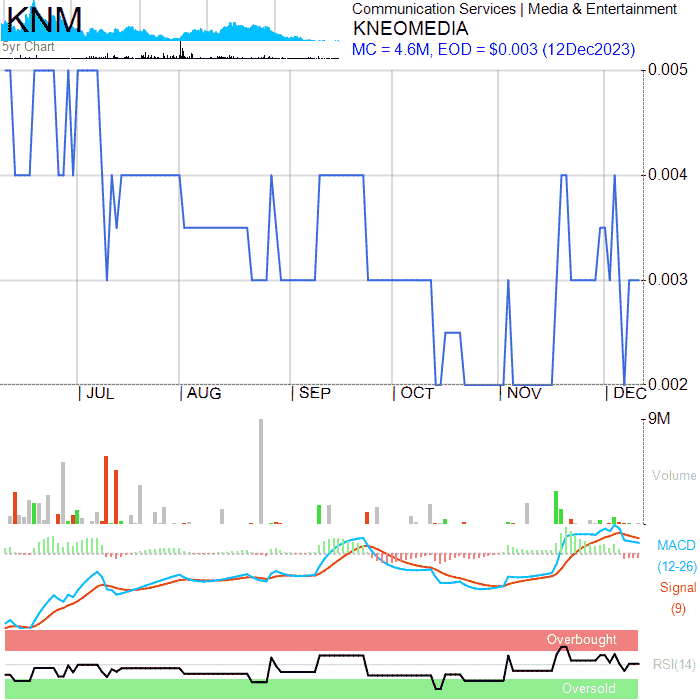 KNM
5yr Chart
Communication Services | Media & Entertainment
KNEOMEDIA
MC = 4.6M, EOD = $0.003 (12Dec2023)
0.005
0.004
0.003
0.002
| JUL | AUG | SEP | OCT | NOV | DEC
9M
Volume
MACD
(12-26)
Signal
(9)
Overbought
RSI(14)
Oversold